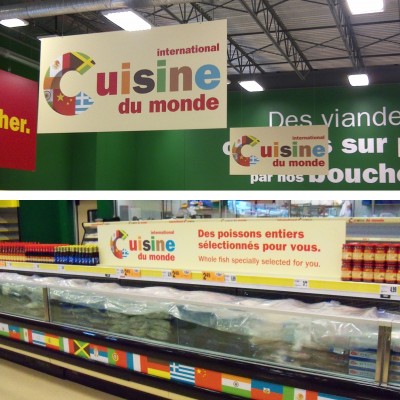 her.
international
Cuisine
du monde
Des viande
sur p
par nos bouche
international
Cuisine
du monde
international
Cuisine
du monde
Des poissons entiers
sélectionnés pour vous.
Whole fish specially selected for you.